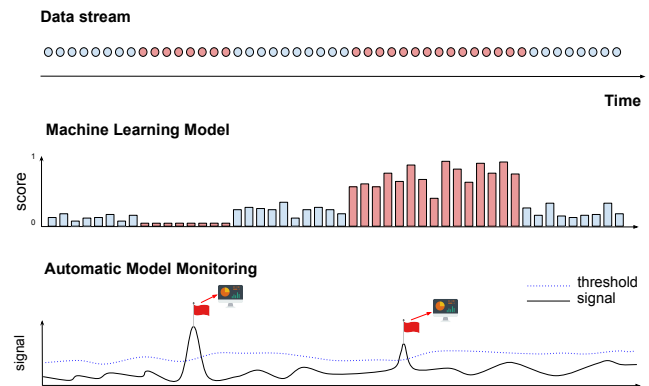 Data stream
Time
Machine Learning Model
1
score
0
Automatic Model Monitoring
threshold
signal
signal